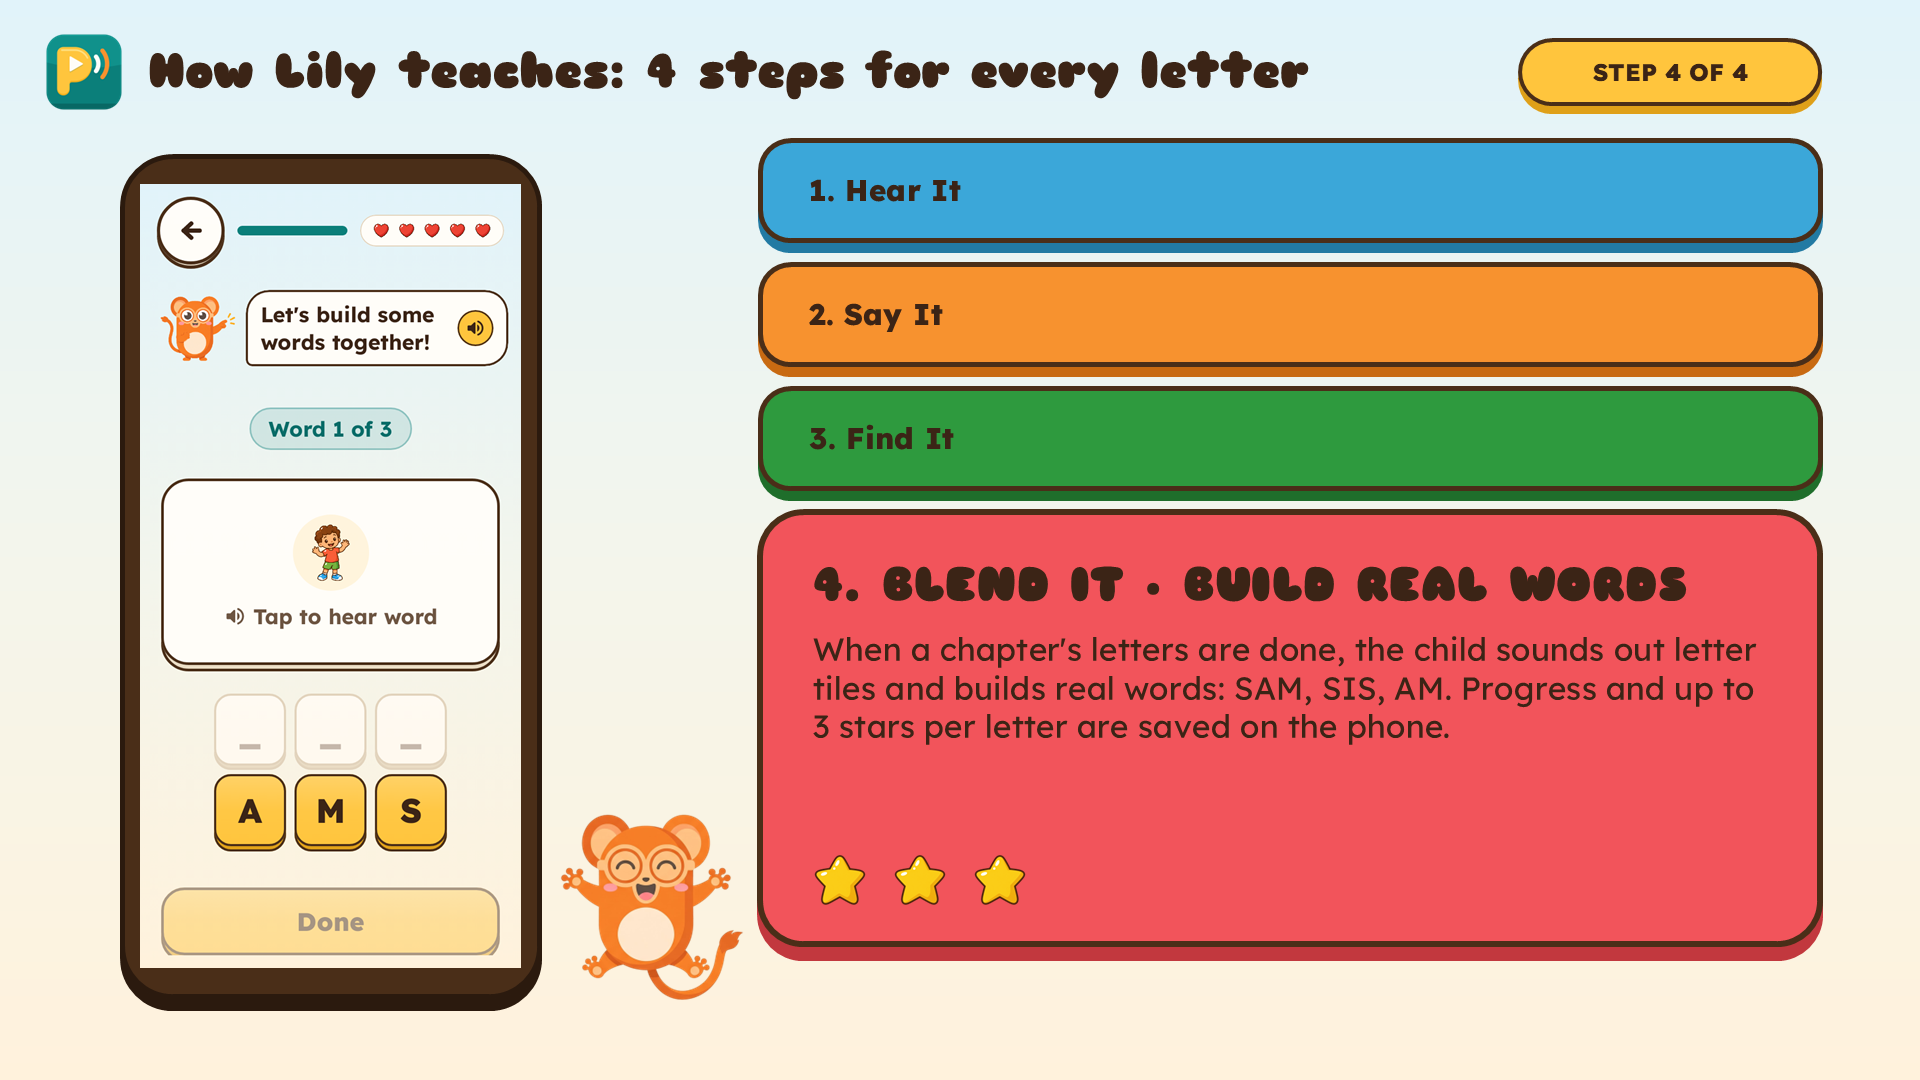 How Lily teaches: 4 steps for every letter
STEP 4 OF 4
Let's build some
words together!
Word 1 of 3
Tap to hear word
_ _ _
A M S
Done
1. Hear It
2. Say It
3. Find It
4. BLEND IT · BUILD REAL WORDS
When a chapter's letters are done, the child sounds out letter
tiles and builds real words: SAM, SIS, AM. Progress and up to
3 stars per letter are saved on the phone.